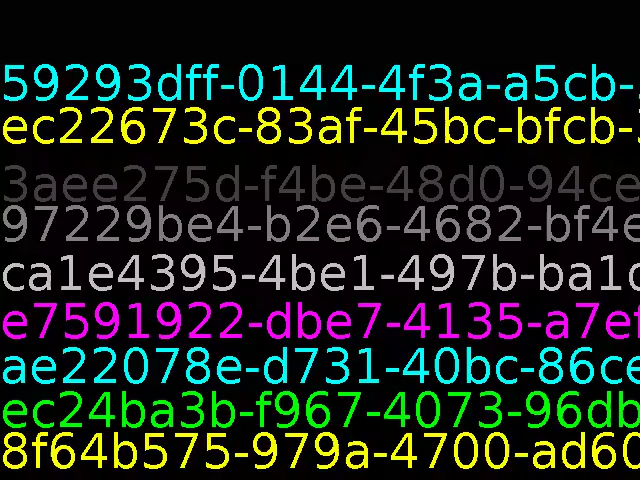 59293dff-0144-4f3a-a5cb-
ec22673c-83af-45bc-bfcb-
3aee275d-f4be-48d0-94ce
97229be4-b2e6-4682-bf4e
ca1e4395-4be1-497b-ba1
e7591922-dbe7-4135-a7ef
ae22078e-d731-40bc-86ce
ec24ba3b-f967-4073-96db
8f64b575-979a-4700-ad60